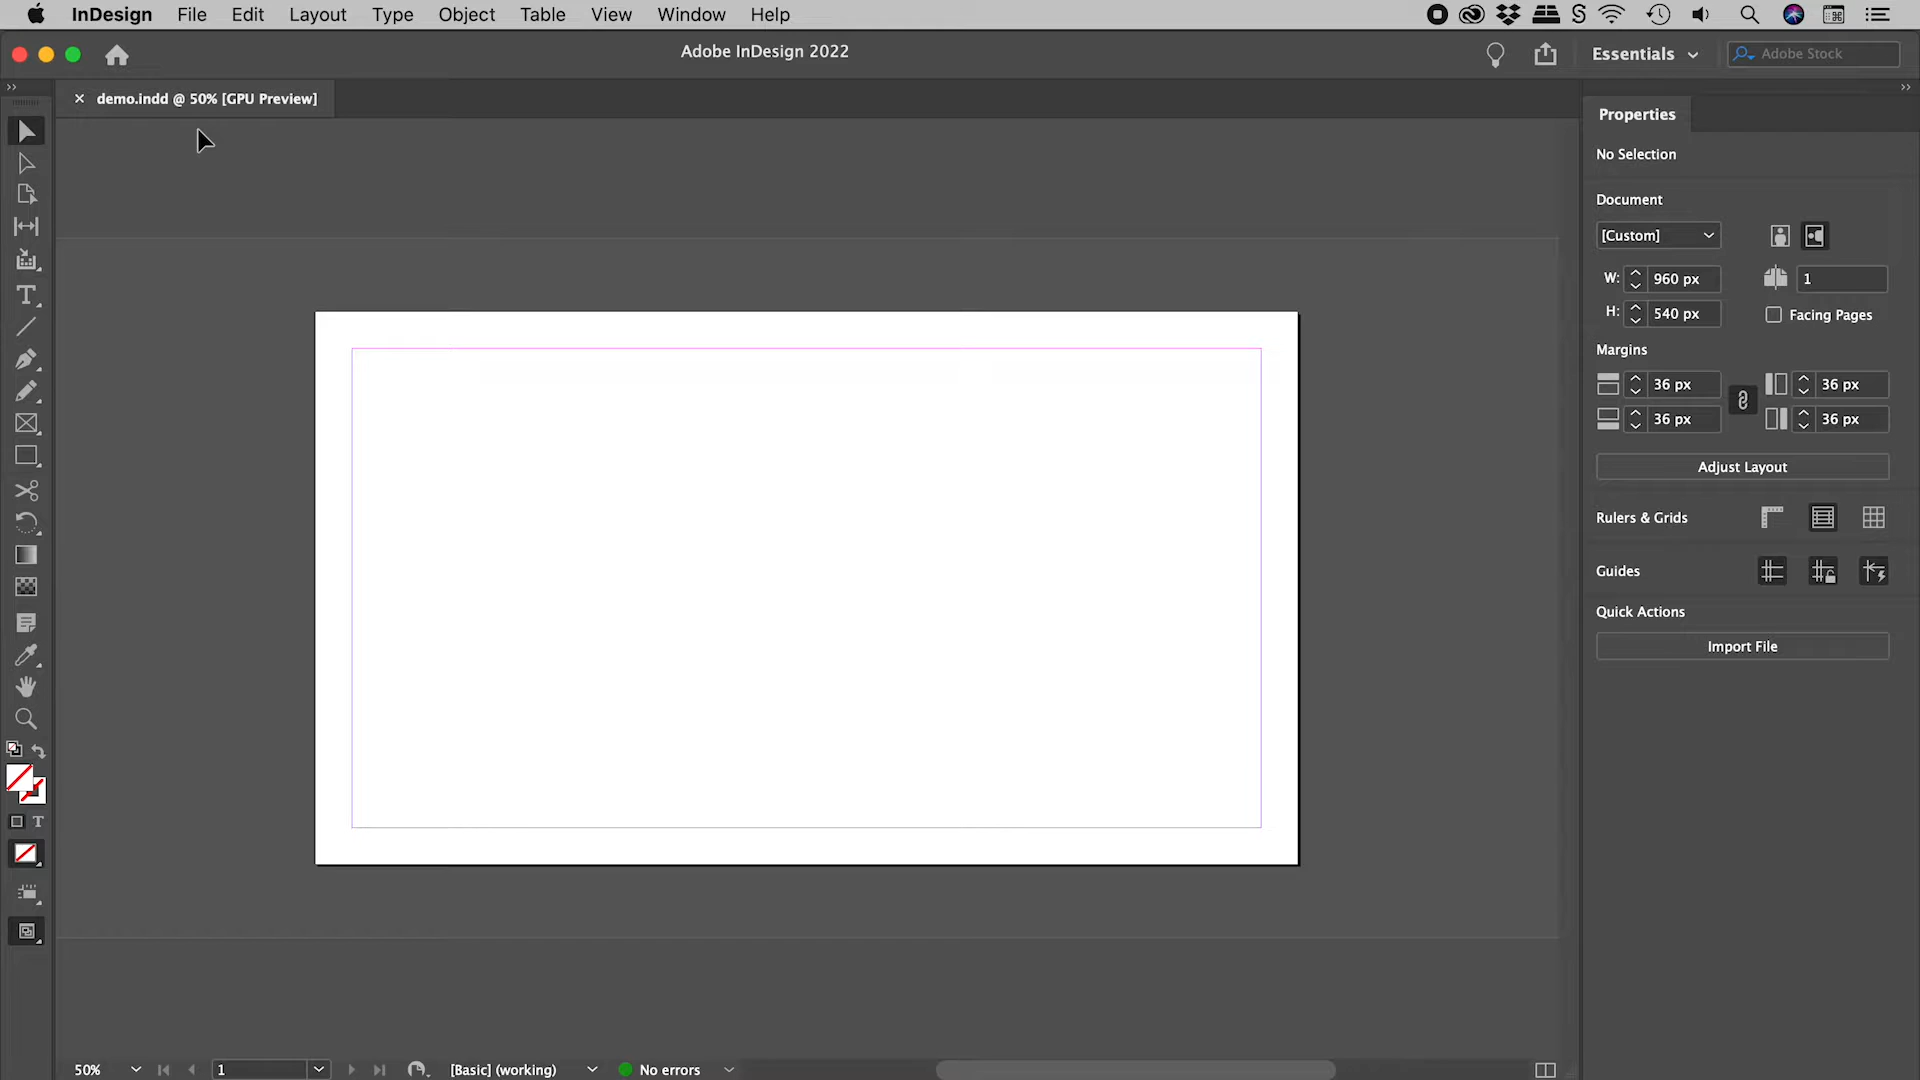 InDesign File Edit Layout Type Object Table View Window Help
Adobe InDesign 2022
Essentials
Adobe Stock
× demo.indd @ 50% [GPU Preview]
Properties
No Selection
Document
[Custom]
W: 960 px
1
H: 540 px
Facing Pages
Margins
36 px
36 px
36 px
36 px
Adjust Layout
Rulers & Grids
Guides
Quick Actions
Import File
50%
1
[Basic] (working)
No errors